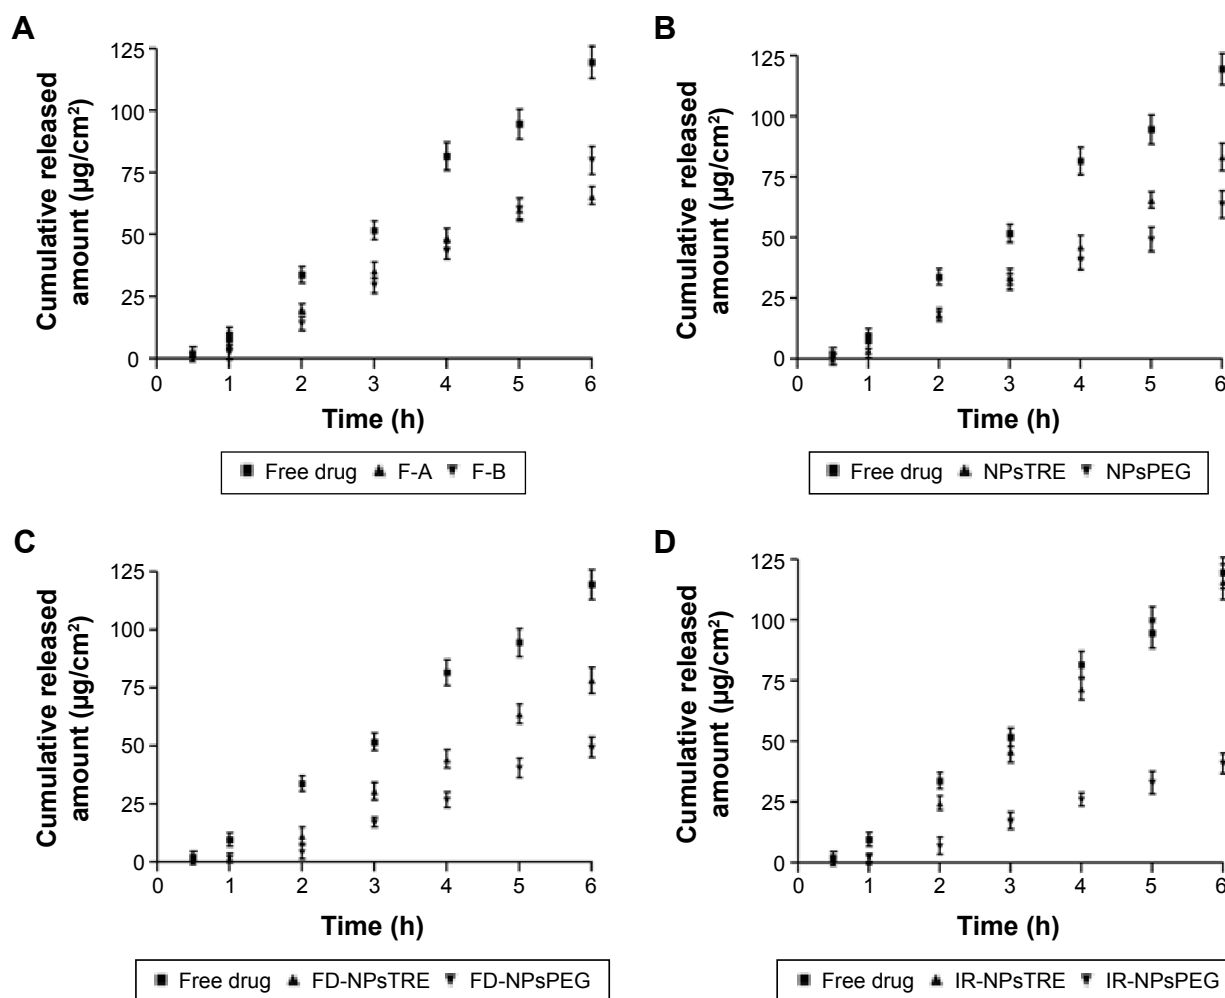 A
Cumulative released
amount (µg/cm²)
125
100
75
50
25
0
0 1 2 3 4 5 6
Time (h)
Free drug F-A F-B
B
Cumulative released
amount (µg/cm²)
125
100
75
50
25
0
0 1 2 3 4 5 6
Time (h)
Free drug NPsTRE NPsPEG
C
Cumulative released
amount (µg/cm²)
125
100
75
50
25
0
0 1 2 3 4 5 6
Time (h)
Free drug FD-NPsTRE FD-NPsPEG
D
Cumulative released
amount (µg/cm²)
125
100
75
50
25
0
0 1 2 3 4 5 6
Time (h)
Free drug IR-NPsTRE IR-NPsPEG